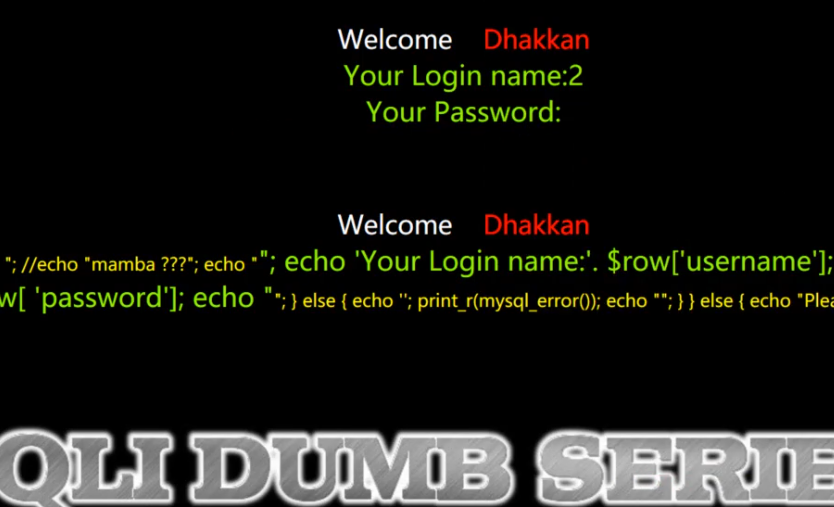 Welcome Dhakkan
Your Login name:2
Your Password:
Welcome Dhakkan
"; //echo "mamba ???"; echo ""; echo 'Your Login name:'. $row['username'];
w[ 'password']; echo ""; } else { echo ''; print_r(mysql_error()); echo ""; } } else { echo "Plea
QLI DUMB SERIE